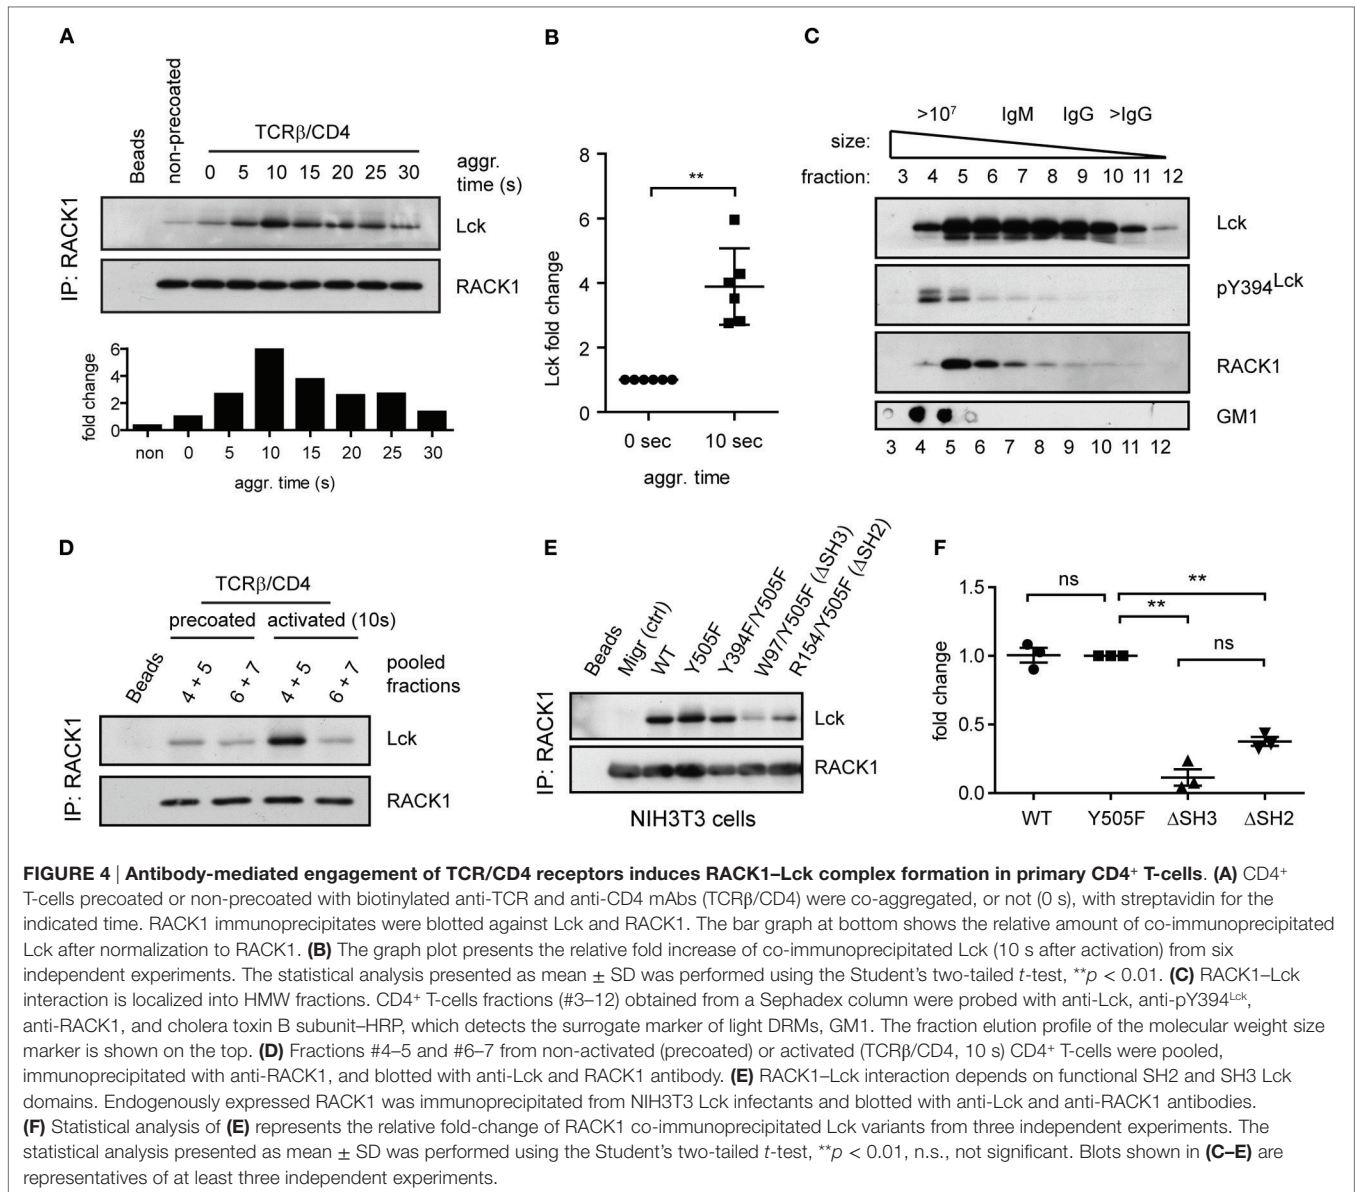 A
Beads
non-precoated
TCRβ/CD4
0 5 10 15 20 25 30
aggr.
time (s)
IP: RACK1
Lck
RACK1
fold change
6
4
2
0
non 0 5 10 15 20 25 30
aggr. time (s)
B
Lck fold change
8
6
4
2
0
**
0 sec 10 sec
aggr. time
C
>10⁷ IgM IgG >IgG
size:
fraction: 3 4 5 6 7 8 9 10 11 12
Lck
pY394ᴸᶜᵏ
RACK1
GM1
3 4 5 6 7 8 9 10 11 12
D
TCRβ/CD4
precoated activated (10s)
Beads
4 + 5
6 + 7
4 + 5
6 + 7
pooled
fractions
IP: RACK1
Lck
RACK1
E
Beads
Migr (ctrl)
WT
Y505F
Y394F/Y505F
W97/Y505F (ΔSH3)
R154/Y505F (ΔSH2)
IP: RACK1
Lck
RACK1
NIH3T3 cells
F
fold change
1.5
1.0
0.5
0.0
ns
**
**
ns
WT Y505F ΔSH3 ΔSH2
FIGURE 4 | Antibody-mediated engagement of TCR/CD4 receptors induces RACK1–Lck complex formation in primary CD4⁺ T-cells. (A) CD4⁺
T-cells precoated or non-precoated with biotinylated anti-TCR and anti-CD4 mAbs (TCRβ/CD4) were co-aggregated, or not (0 s), with streptavidin for the
indicated time. RACK1 immunoprecipitates were blotted against Lck and RACK1. The bar graph at bottom shows the relative amount of co-immunoprecipitated
Lck after normalization to RACK1. (B) The graph plot presents the relative fold increase of co-immunoprecipitated Lck (10 s after activation) from six
independent experiments. The statistical analysis presented as mean ± SD was performed using the Student's two-tailed t-test, **p < 0.01. (C) RACK1–Lck
interaction is localized into HMW fractions. CD4⁺ T-cells fractions (#3–12) obtained from a Sephadex column were probed with anti-Lck, anti-pY394ᴸᶜᵏ,
anti-RACK1, and cholera toxin B subunit–HRP, which detects the surrogate marker of light DRMs, GM1. The fraction elution profile of the molecular weight size
marker is shown on the top. (D) Fractions #4–5 and #6–7 from non-activated (precoated) or activated (TCRβ/CD4, 10 s) CD4⁺ T-cells were pooled,
immunoprecipitated with anti-RACK1, and blotted with anti-Lck and RACK1 antibody. (E) RACK1–Lck interaction depends on functional SH2 and SH3 Lck
domains. Endogenously expressed RACK1 was immunoprecipitated from NIH3T3 Lck infectants and blotted with anti-Lck and anti-RACK1 antibodies.
(F) Statistical analysis of (E) represents the relative fold-change of RACK1 co-immunoprecipitated Lck variants from three independent experiments. The
statistical analysis presented as mean ± SD was performed using the Student's two-tailed t-test, **p < 0.01, n.s., not significant. Blots shown in (C–E) are
representatives of at least three independent experiments.